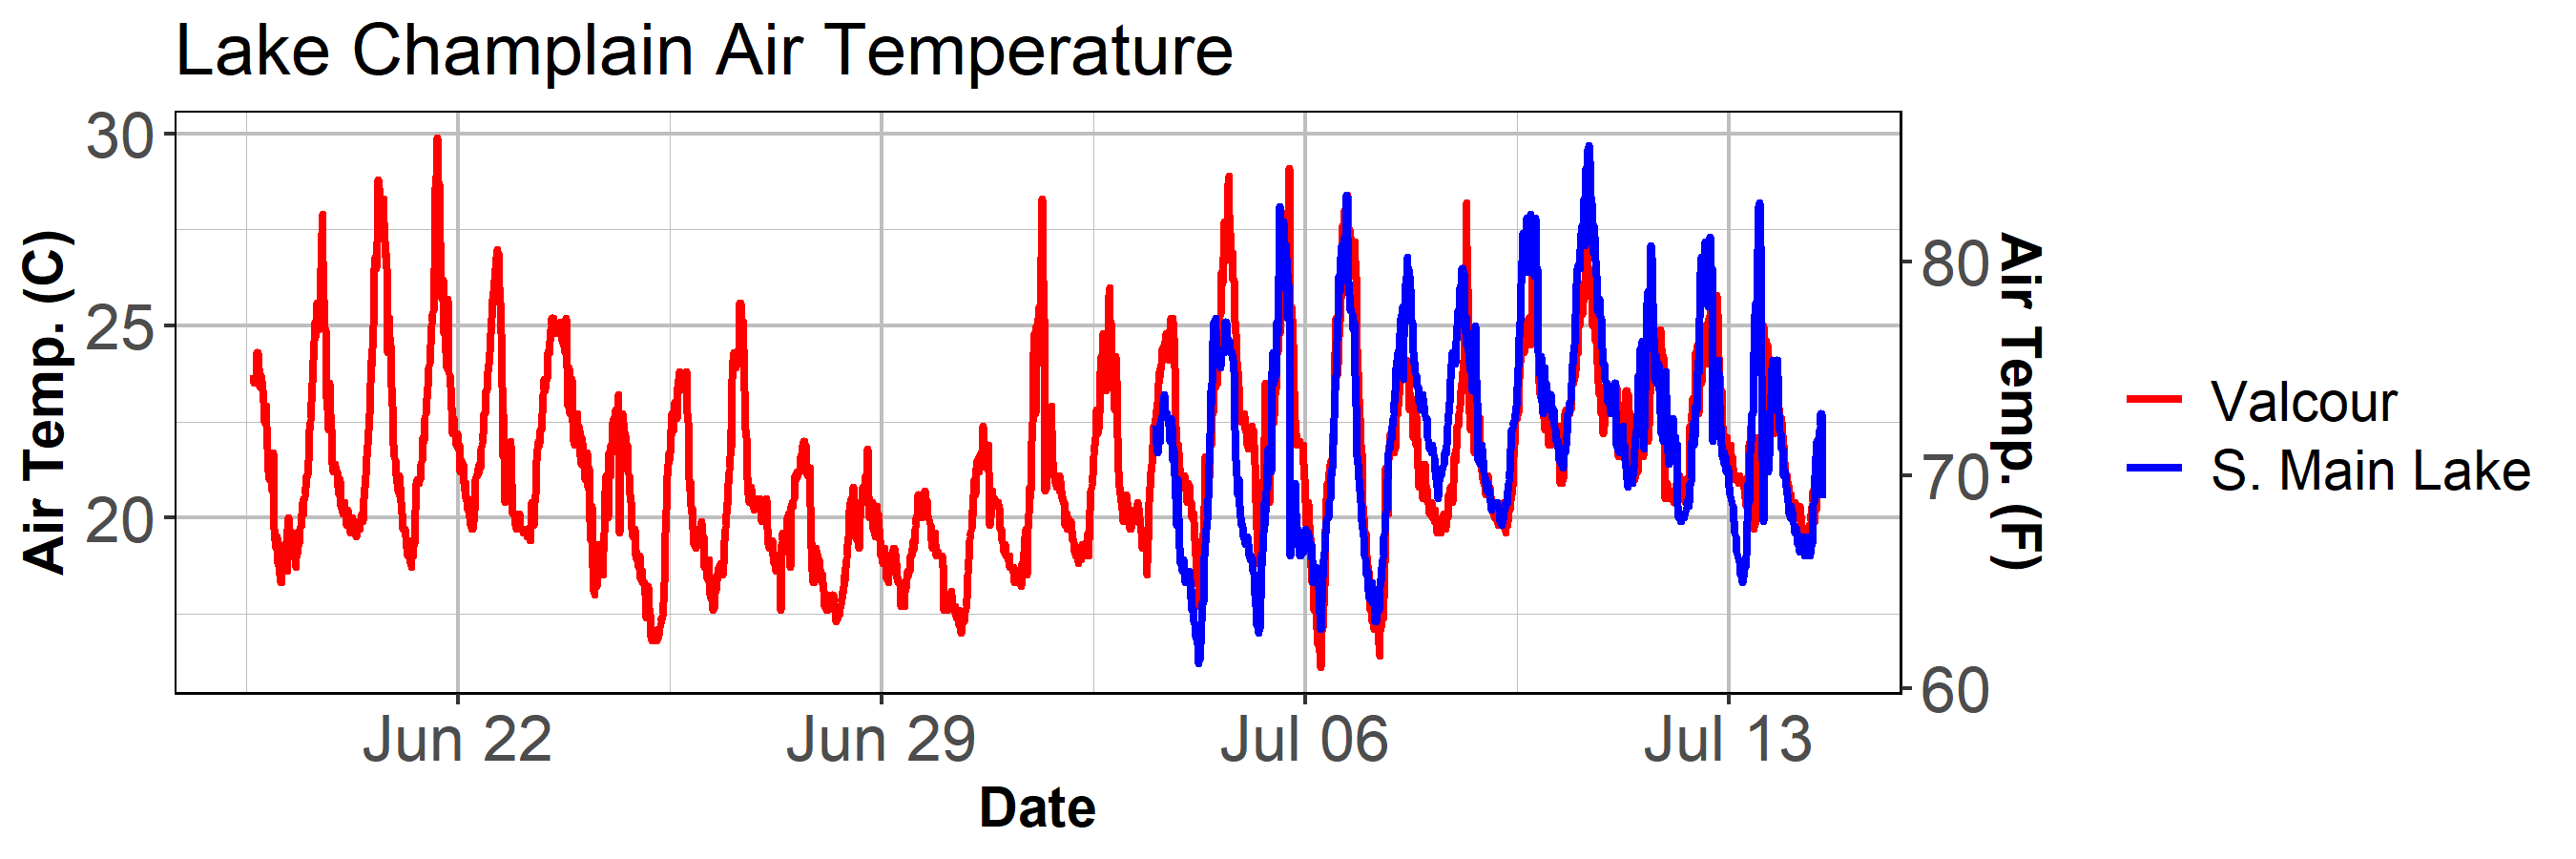 Lake Champlain Air Temperature
Air Temp. (C)
30
25
20
Air Temp. (F)
80
70
60
Jun 22
Jun 29
Jul 06
Jul 13
Date
Valcour
S. Main Lake